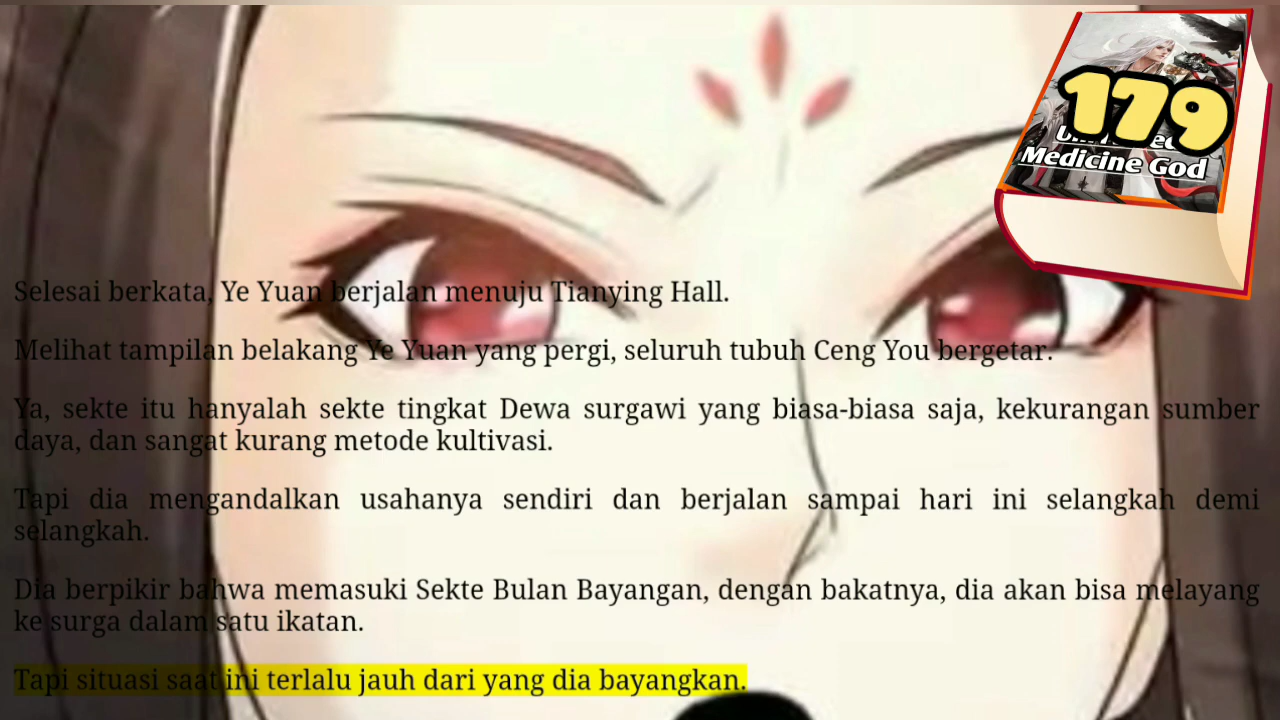 179
Medicine God
Selesai berkata, Ye Yuan berjalan menuju Tianying Hall.
Melihat tampilan belakang Ye Yuan yang pergi, seluruh tubuh Ceng You bergetar.
Ya, sekte itu hanyalah sekte tingkat Dewa surgawi yang biasa-biasa saja, kekurangan sumber
daya, dan sangat kurang metode kultivasi.
Tapi dia mengandalkan usahanya sendiri dan berjalan sampai hari ini selangkah demi
selangkah.
Dia berpikir bahwa memasuki Sekte Bulan Bayangan, dengan bakatnya, dia akan bisa melayang
ke surga dalam satu ikatan.
Tapi situasi saat ini terlalu jauh dari yang dia bayangkan.